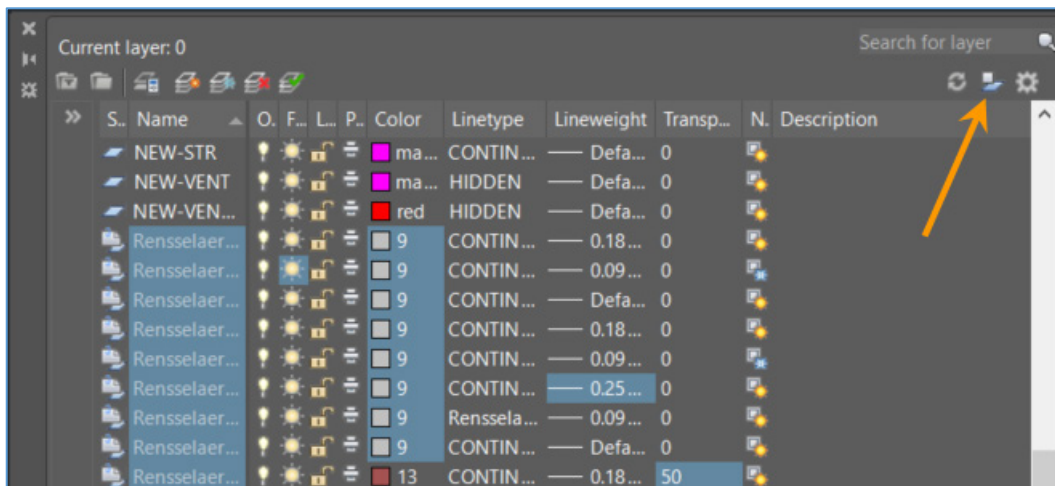 Current layer: 0
Search for layer
S.. Name O. F... L... P.. Color Linetype Lineweight Transp... N. Description
NEW-STR ma... CONTIN... Defa... 0
NEW-VENT ma... HIDDEN Defa... 0
NEW-VEN... red HIDDEN Defa... 0
Rensselaer... 9 CONTIN... 0.18... 0
Rensselaer... 9 CONTIN... 0.09... 0
Rensselaer... 9 CONTIN... Defa... 0
Rensselaer... 9 CONTIN... 0.18... 0
Rensselaer... 9 CONTIN... 0.09... 0
Rensselaer... 9 CONTIN... 0.25... 0
Rensselaer... 9 Renssela... 0.09... 0
Rensselaer... 9 CONTIN... Defa... 0
Rensselaer... 13 CONTIN... 0.18... 50